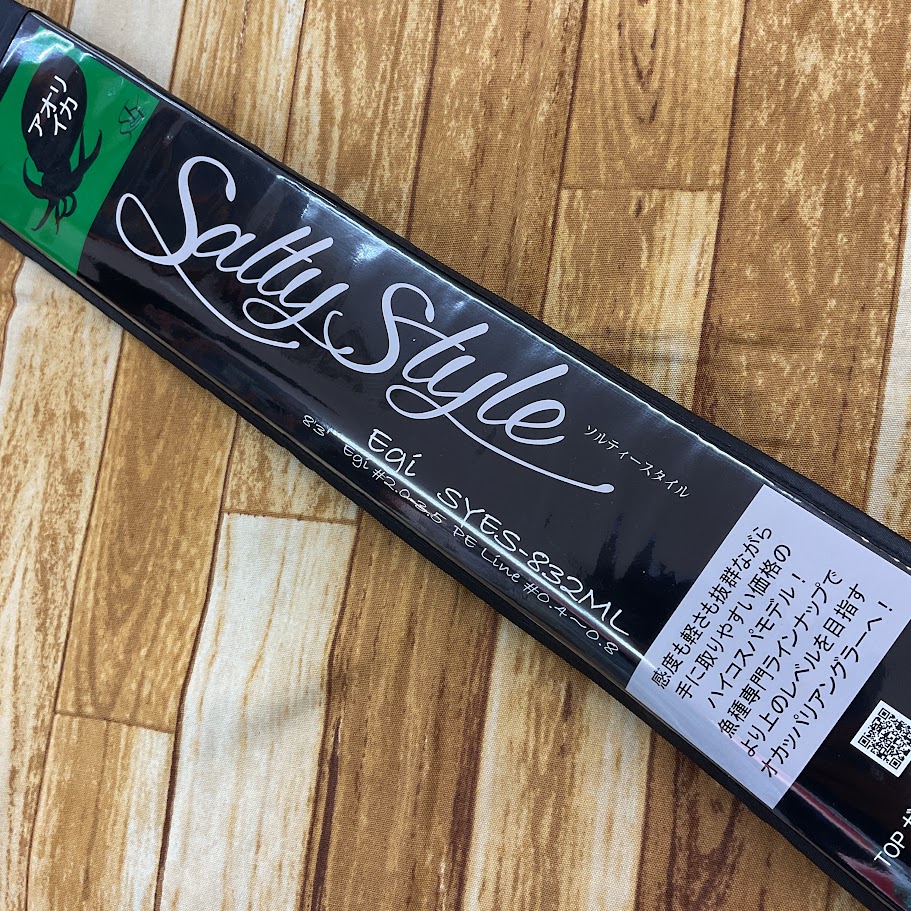 アオリ
イカ
Salty Style
ソルティースタイル
Egi SYES-832ML
8'3" Egi #2.0-3.5 PE Line #0.4～0.8
感度も軽さも抜群ながら
手に取りやすい価格の
ハイコスパモデル！
魚種専門ラインナップで
より上のレベルを目指す
オカッパリアングラーへ！
TOP ガ